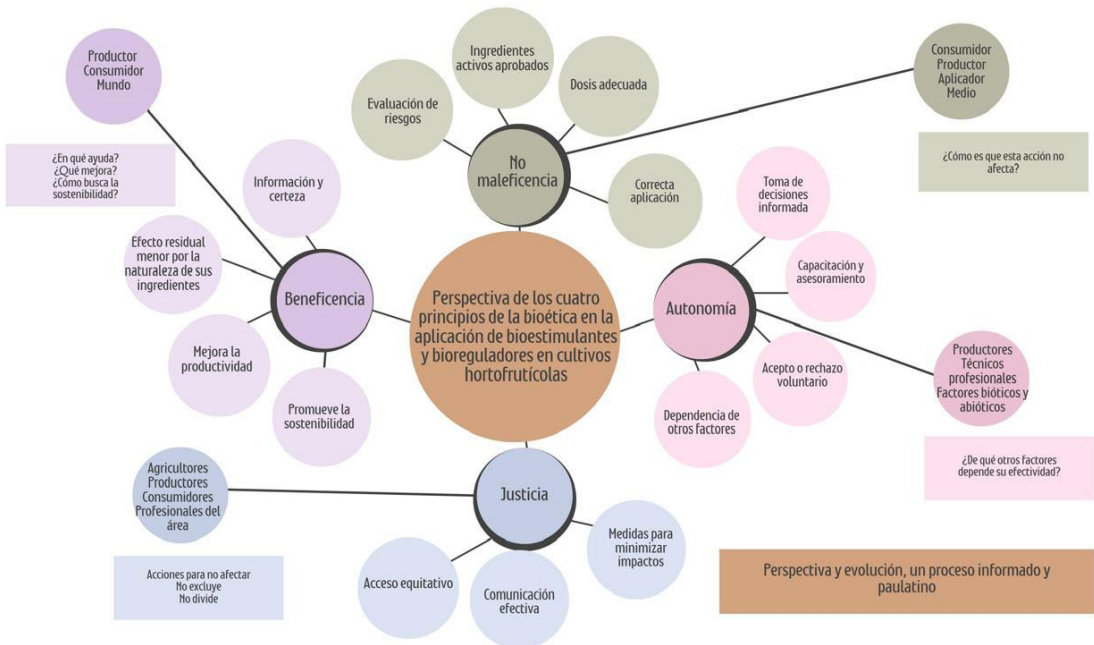 Productor
Consumidor
Mundo
¿En qué ayuda?
¿Qué mejora?
¿Cómo busca la
sostenibilidad?
Información y
certeza
Efecto residual
menor por la
naturaleza de sus
ingredientes
Mejora la
productividad
Promueve la
sostenibilidad
Beneficencia
Evaluación de
riesgos
Ingredientes
activos aprobados
Dosis adecuada
Correcta
aplicación
No
maleficencia
Consumidor
Productor
Aplicador
Medio
¿Cómo es que esta acción no
afecta?
Perspectiva de los cuatro
principios de la bioética en la
aplicación de bioestimulantes
y bioreguladores en cultivos
hortofrutícolas
Toma de
decisiones
informada
Capacitación y
asesoramiento
Acepto o rechazo
voluntario
Dependencia de
otros factores
Autonomía
Productores
Técnicos
profesionales
Factores bióticos y
abióticos
¿De qué otros factores
depende su efectividad?
Agricultores
Productores
Consumidores
Profesionales del
área
Acciones para no afectar
No excluye
No divide
Justicia
Acceso equitativo
Comunicación
efectiva
Medidas para
minimizar
impactos
Perspectiva y evolución, un proceso informado y
paulatino